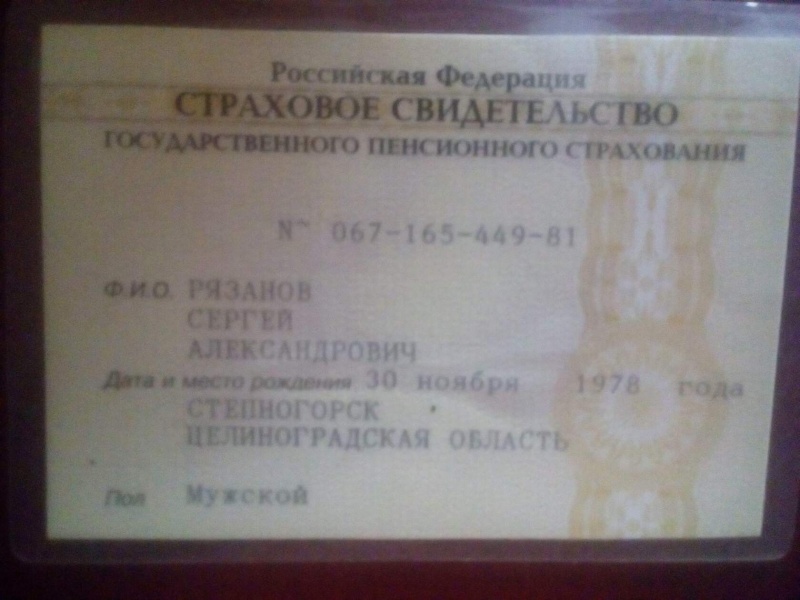 Российская Федерация
СТРАХОВОЕ СВИДЕТЕЛЬСТВО
ГОСУДАРСТВЕННОГО ПЕНСИОННОГО СТРАХОВАНИЯ
N~ 067-165-449-81
Ф.И.О. РЯЗАНОВ
СЕРГЕЙ
АЛЕКСАНДРОВИЧ
Дата и место рождения 30 ноября 1978 года
СТЕПНОГОРСК
ЦЕЛИНОГРАДСКАЯ ОБЛАСТЬ
Пол Мужской